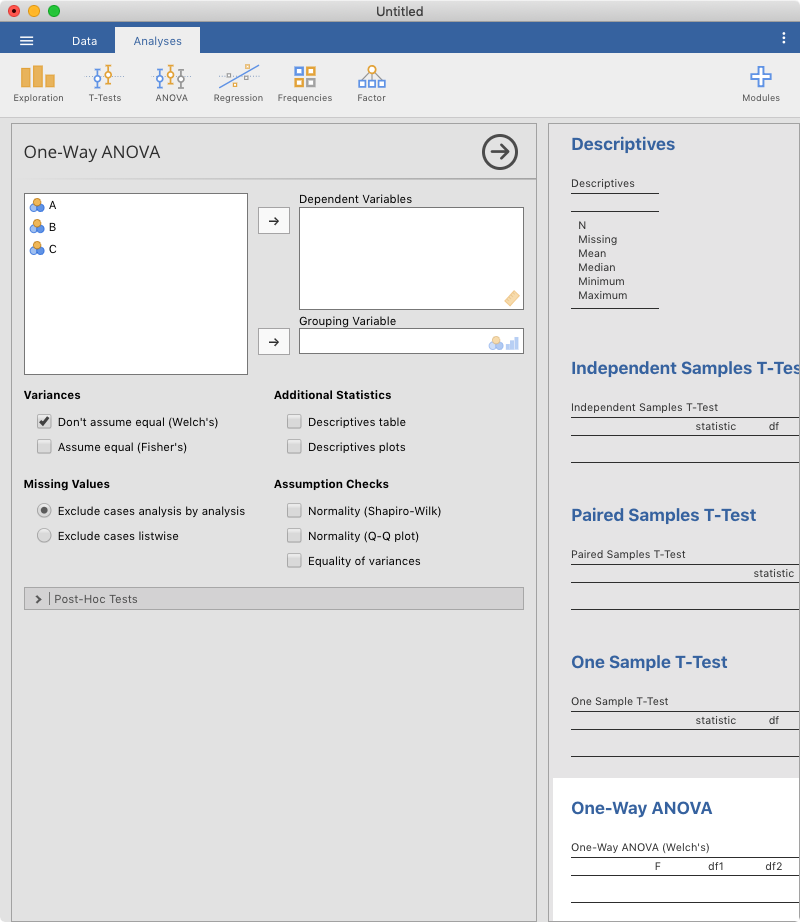 Untitled
Data
Analyses
Exploration
T-Tests
ANOVA
Regression
Frequencies
Factor
Modules
One-Way ANOVA
A
B
C
Dependent Variables
Grouping Variable
Variances
Don't assume equal (Welch's)
Assume equal (Fisher's)
Additional Statistics
Descriptives table
Descriptives plots
Missing Values
Exclude cases analysis by analysis
Exclude cases listwise
Assumption Checks
Normality (Shapiro-Wilk)
Normality (Q-Q plot)
Equality of variances
Post-Hoc Tests
Descriptives
Descriptives
N
Missing
Mean
Median
Minimum
Maximum
Independent Samples T-Tes
Independent Samples T-Test
statistic df
Paired Samples T-Test
Paired Samples T-Test
statistic
One Sample T-Test
One Sample T-Test
statistic df
One-Way ANOVA
One-Way ANOVA (Welch's)
F df1 df2